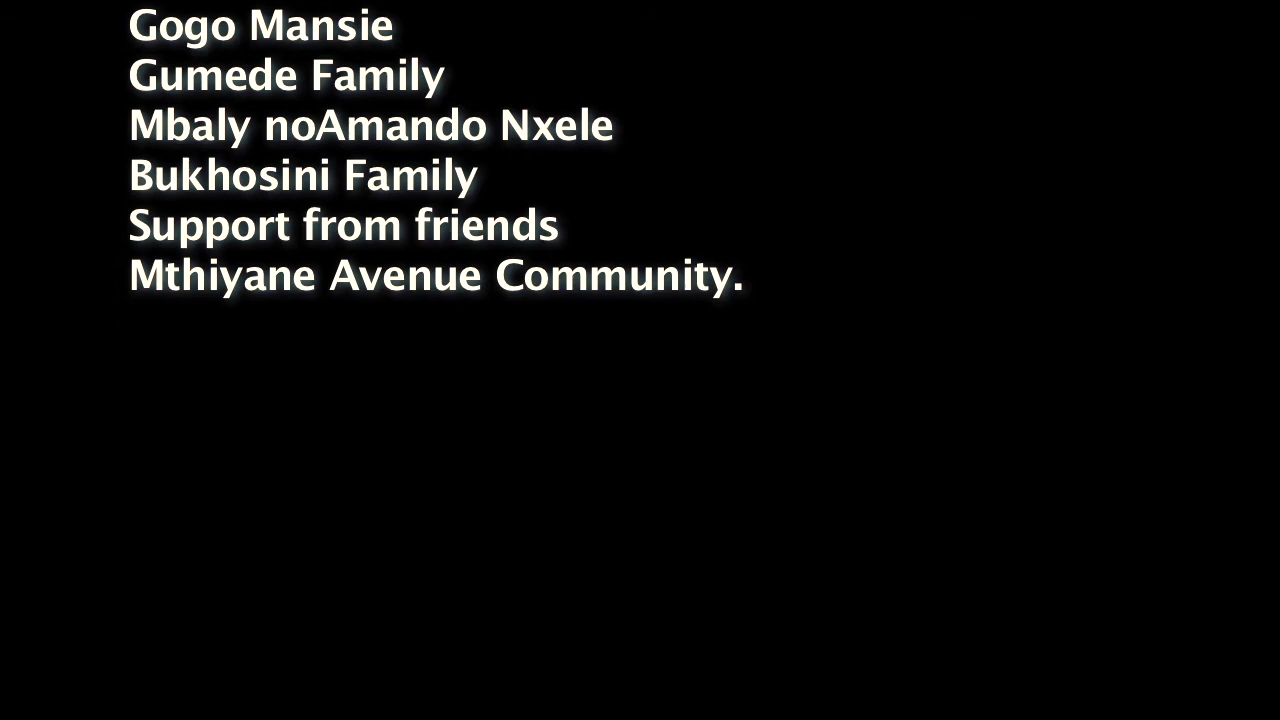 Gogo Mansie
Gumede Family
Mbaly noAmando Nxele
Bukhosini Family
Support from friends
Mthiyane Avenue Community.